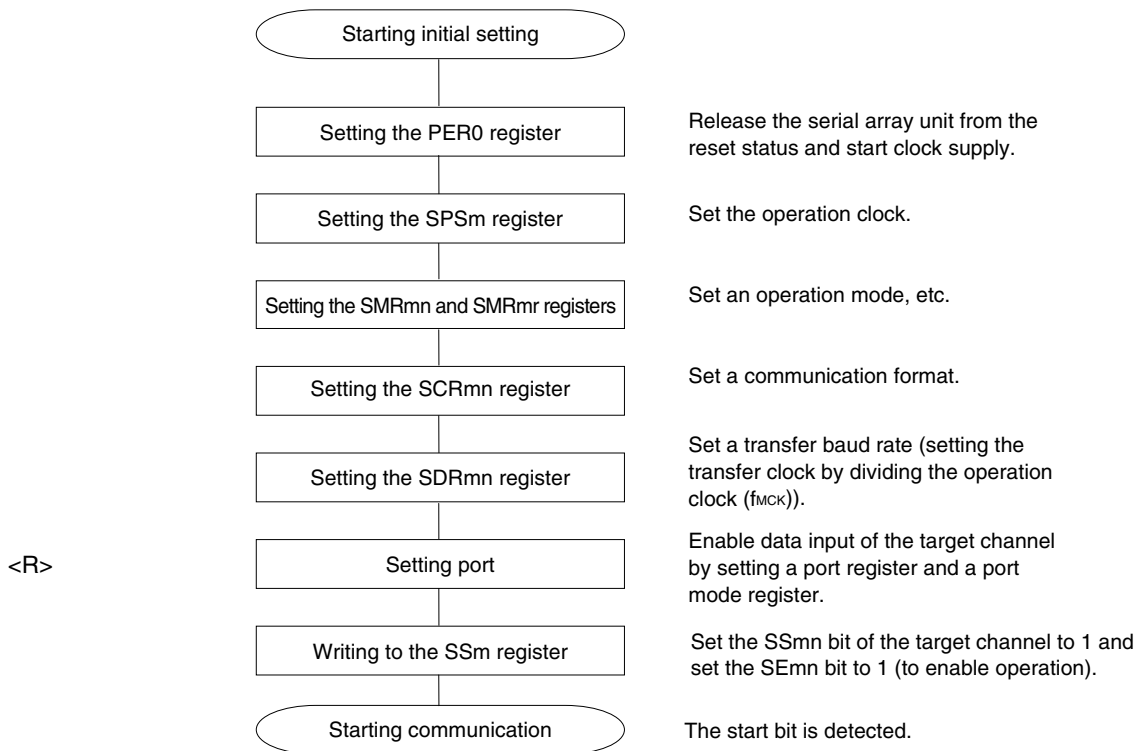 Starting initial setting
Setting the PER0 register
Release the serial array unit from the
reset status and start clock supply.
Setting the SPSm register
Set the operation clock.
Setting the SMRmn and SMRmr registers
Set an operation mode, etc.
Setting the SCRmn register
Set a communication format.
Setting the SDRmn register
Set a transfer baud rate (setting the
transfer clock by dividing the operation
clock (fMCK)).
<R>
Setting port
Enable data input of the target channel
by setting a port register and a port
mode register.
Writing to the SSm register
Set the SSmn bit of the target channel to 1 and
set the SEmn bit to 1 (to enable operation).
Starting communication
The start bit is detected.